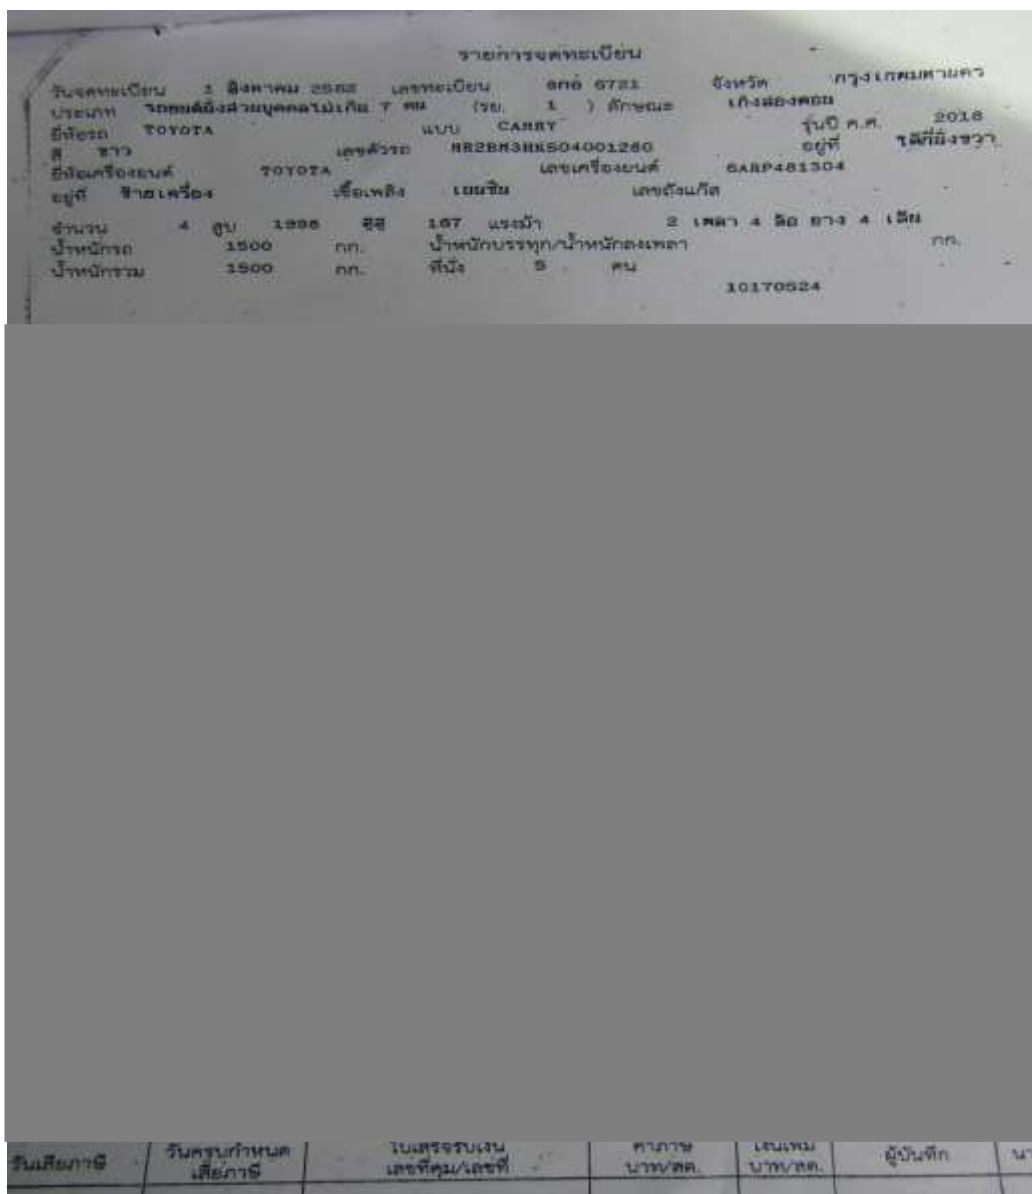 รายการจดทะเบียน
วันจดทะเบียน 1 สิงหาคม 2562 เลขทะเบียน 6721 จังหวัด กรุงเทพมหานคร
ประเภท รถยนต์นั่งส่วนบุคคลไม่เกิน 7 คน (รย. 1 ) ลักษณะ เก๋งสองตอน
ยี่ห้อรถ TOYOTA แบบ CAMRY รุ่นปี ค.ศ. 2018
สี ขาว เลขตัวรถ อยู่ที่ ใต้ที่นั่งขวา
ยี่ห้อเครื่องยนต์ TOYOTA เลขเครื่องยนต์ 6ARP481304
อยู่ที่ ซ้ายเครื่อง เชื้อเพลิง เบนซิน เลขถังแก๊ส
จำนวน 4 สูบ 1998 ซีซี 167 แรงม้า 2 เพลา 4 ล้อ ยาง 4 เส้น
น้ำหนักรถ 1500 กก. น้ำหนักบรรทุก/น้ำหนักลงเพลา กก.
น้ำหนักรวม 1500 กก. ที่นั่ง 5 คน
10170524
วันเสียภาษี วันครบกำหนด ใบเสร็จรับเงิน ค่าภาษี เงินเพิ่ม ผู้บันทึก
เสียภาษี เลขที่คุม/เลขที่ บาท/สต. บาท/สต.